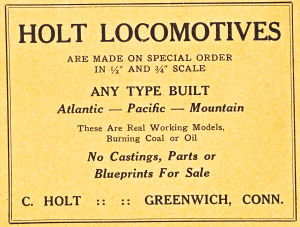 HOLT LOCOMOTIVES
ARE MADE ON SPECIAL ORDER
IN ½" AND ¾" SCALE
ANY TYPE BUILT
Atlantic — Pacific — Mountain
These Are Real Working Models,
Burning Coal or Oil
No Castings, Parts or
Blueprints For Sale
C. HOLT :: :: GREENWICH, CONN.